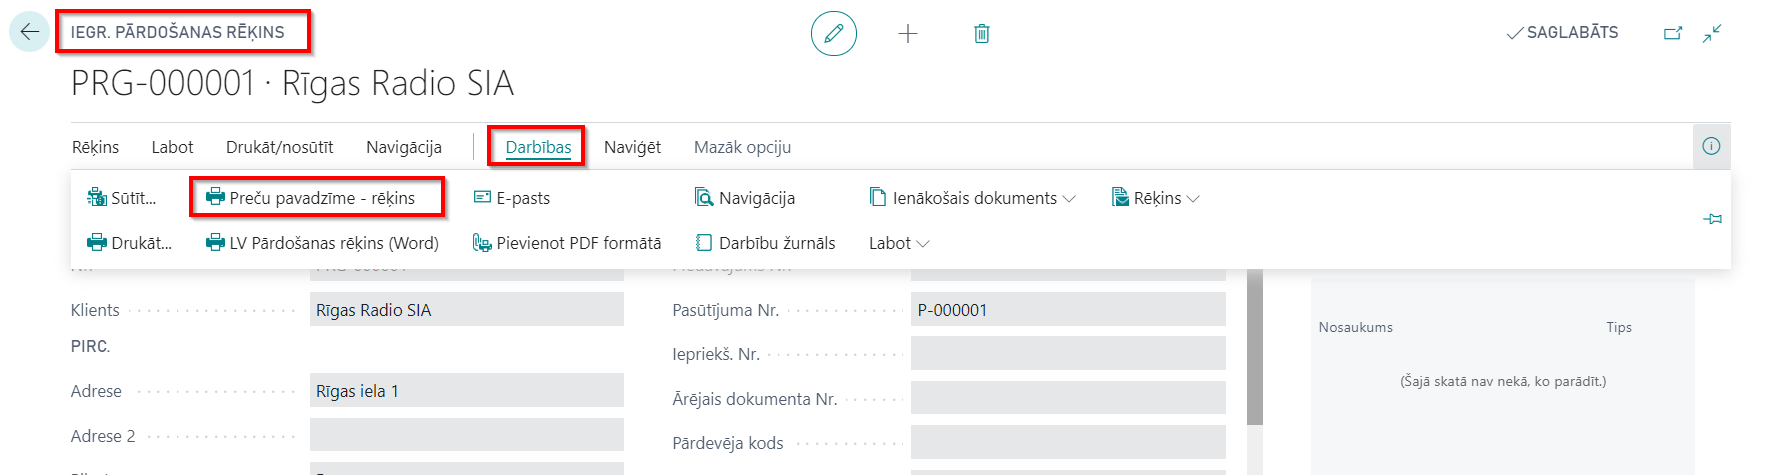 IEGR. PĀRDOŠANAS RĒĶINS
SAGLABĀTS
PRG-000001 · Rīgas Radio SIA
Rēķins Labot Drukāt/nosūtīt Navigācija Darbības Naviģēt Mazāk opciju
Sūtīt... Preču pavadzīme - rēķins E-pasts Navigācija Ienākošais dokuments Rēķins
Drukāt... LV Pārdošanas rēķins (Word) Pievienot PDF formātā Darbību žurnāls Labot
Klients Rīgas Radio SIA Pasūtījuma Nr. P-000001
Nosaukums Tips
PIRC. Iepriekš. Nr.
(Šajā skatā nav nekā, ko parādīt.)
Adrese Rīgas iela 1 Ārējais dokumenta Nr.
Adrese 2 Pārdevēja kods